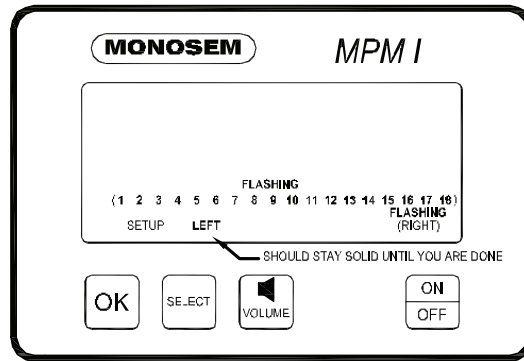 MONOSEM MPM I
FLASHING
(1 2 3 4 5 6 7 8 9 10 11 12 13 14 15 16 17 18)
SETUP LEFT FLASHING
(RIGHT)
SHOULD STAY SOLID UNTIL YOU ARE DONE
OK SELECT VOLUME ON
OFF